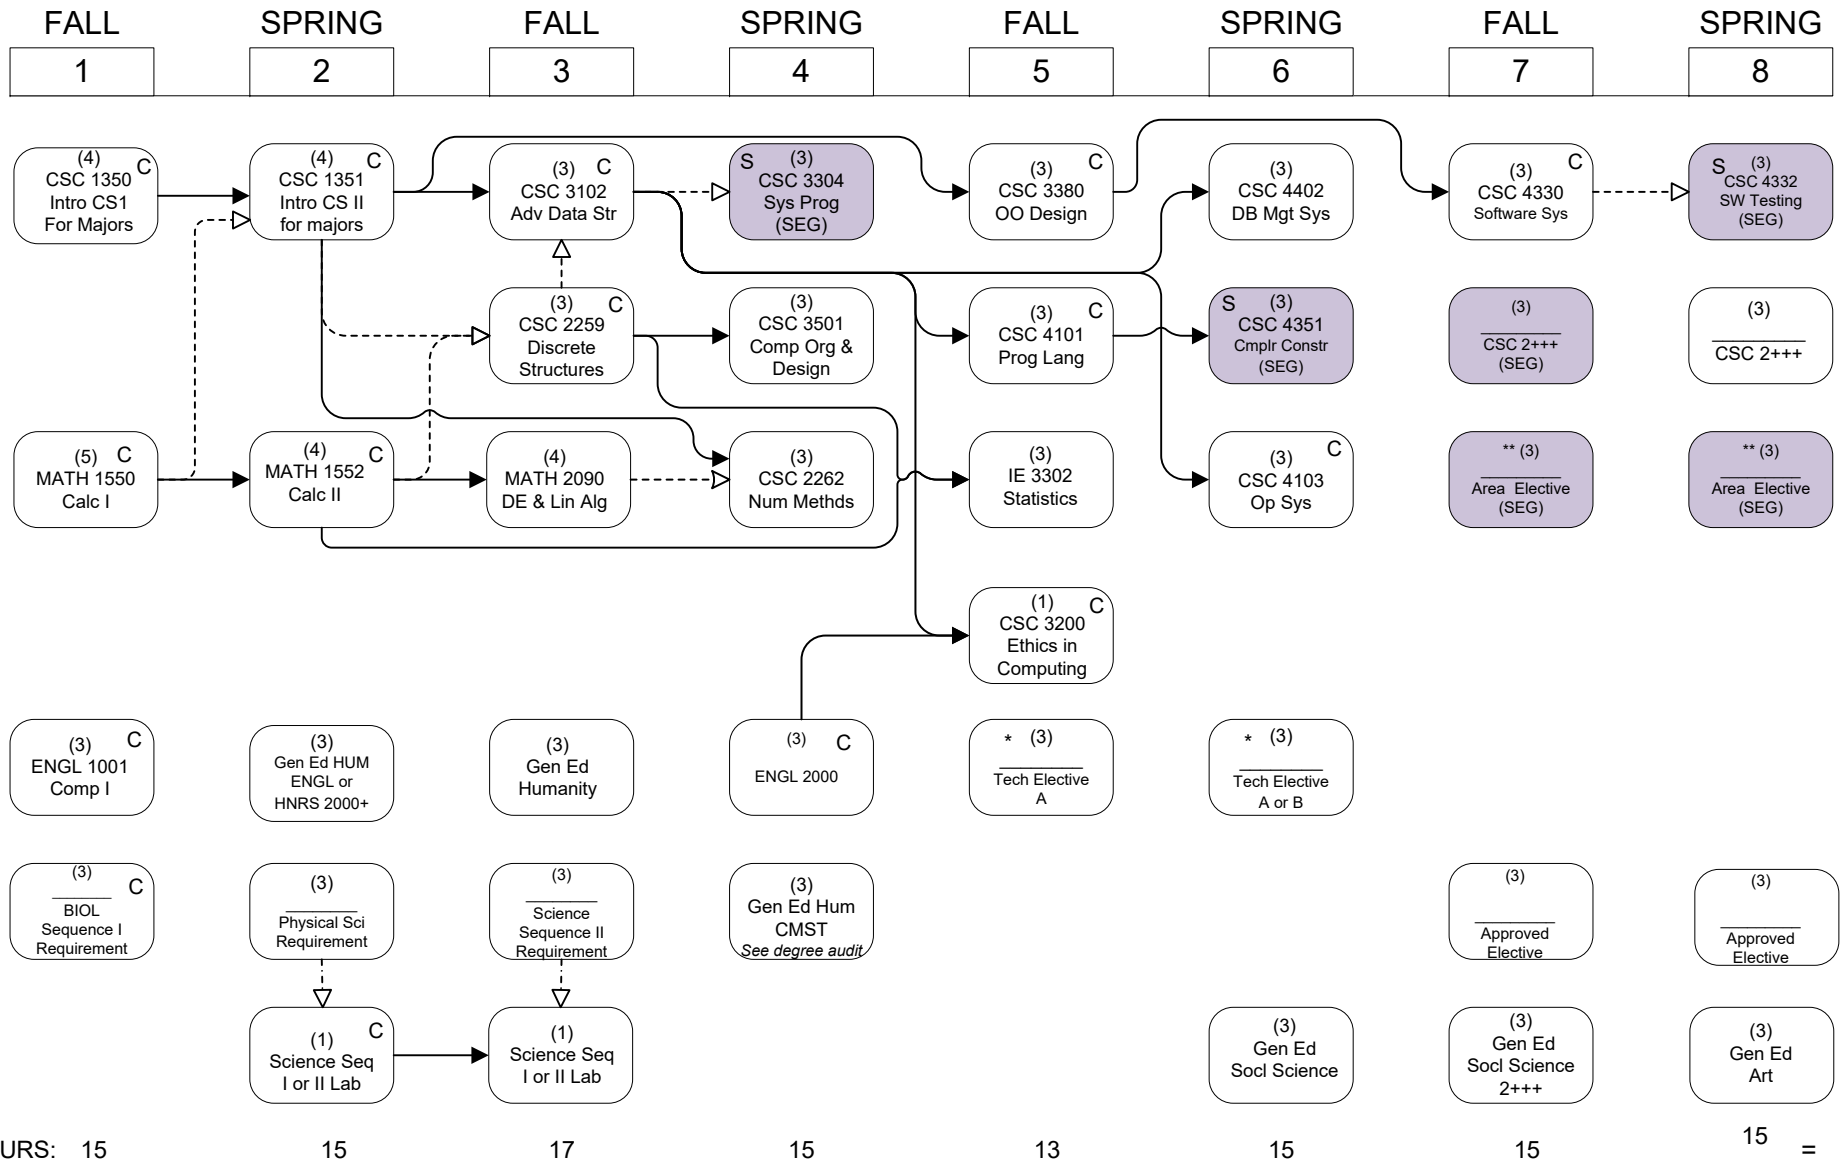 FALL SPRING FALL SPRING FALL SPRING FALL SPRING
1 2 3 4 5 6 7 8
(4) C
CSC 1350
Intro CS1
For Majors
(4) C
CSC 1351
Intro CS II
for majors
(3) C
CSC 3102
Adv Data Str
S (3)
CSC 3304
Sys Prog
(SEG)
(3) C
CSC 3380
OO Design
(3)
CSC 4402
DB Mgt Sys
(3) C
CSC 4330
Software Sys
S (3)
CSC 4332
SW Testing
(SEG)
(3) C
CSC 2259
Discrete
Structures
(3)
CSC 3501
Comp Org &
Design
(3) C
CSC 4101
Prog Lang
S (3)
CSC 4351
Cmplr Constr
(SEG)
(3)
CSC 2+++
(SEG)
(3)
CSC 2+++
(5) C
MATH 1550
Calc I
(4) C
MATH 1552
Calc II
(4)
MATH 2090
DE & Lin Alg
(3)
CSC 2262
Num Methds
(3)
IE 3302
Statistics
(3) C
CSC 4103
Op Sys
** (3)
Area Elective
(SEG)
** (3)
Area Elective
(SEG)
(1) C
CSC 3200
Ethics in
Computing
(3) C
ENGL 1001
Comp I
(3)
Gen Ed HUM
ENGL or
HNRS 2000+
(3)
Gen Ed
Humanity
(3) C
ENGL 2000
* (3)
Tech Elective
A
* (3)
Tech Elective
A or B
(3) C
BIOL
Sequence I
Requirement
(3)
Physical Sci
Requirement
(3)
Science
Sequence II
Requirement
(3)
Gen Ed Hum
CMST
See degree audit
(3)
Approved
Elective
(3)
Approved
Elective
(1) C
Science Seq
I or II Lab
(1)
Science Seq
I or II Lab
(3)
Gen Ed
Socl Science
(3)
Gen Ed
Socl Science
2+++
(3)
Gen Ed
Art
URS: 15 15 17 15 13 15 15 15 =